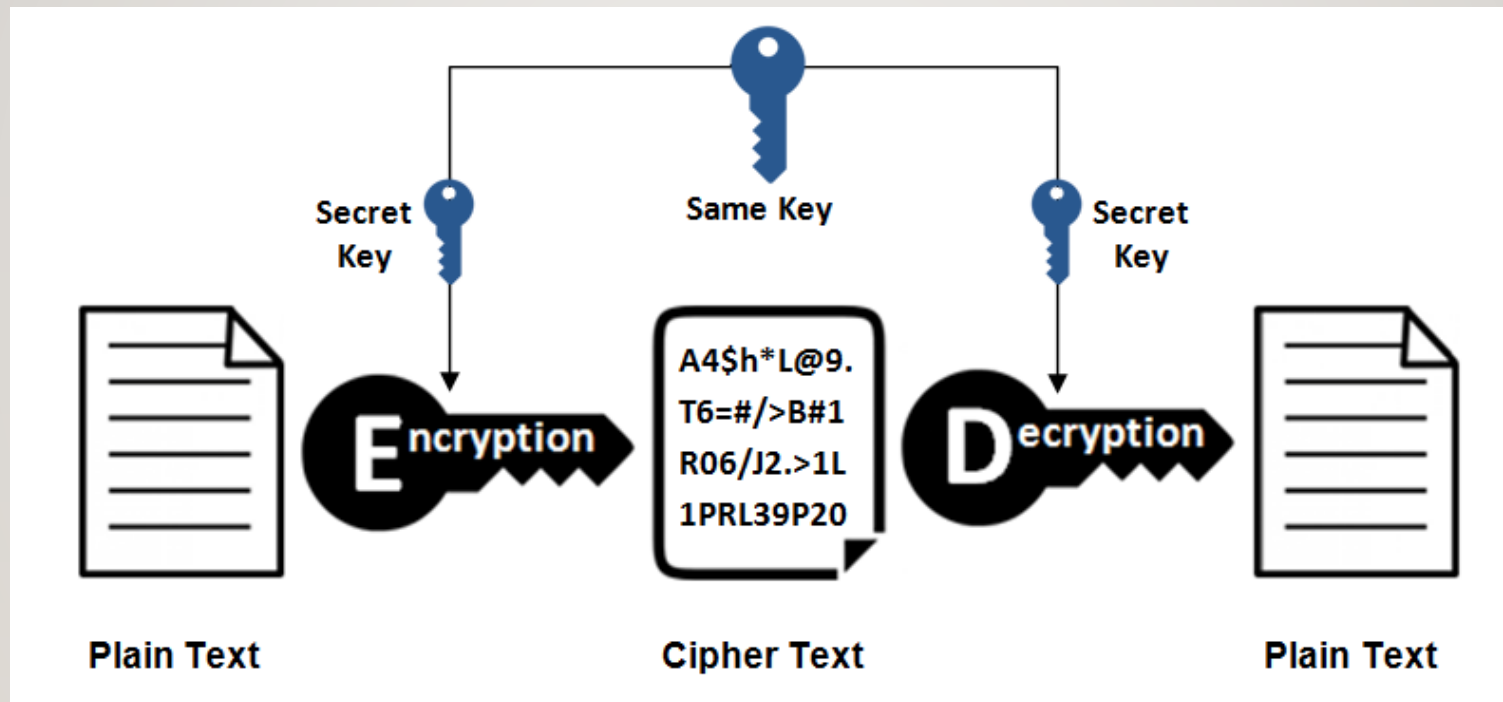 Same Key
Secret
Key
Secret
Key
Encryption
A4$h*L@9.
T6=#/>B#1
R06/J2.>1L
1PRL39P20
Decryption
Plain Text
Cipher Text
Plain Text